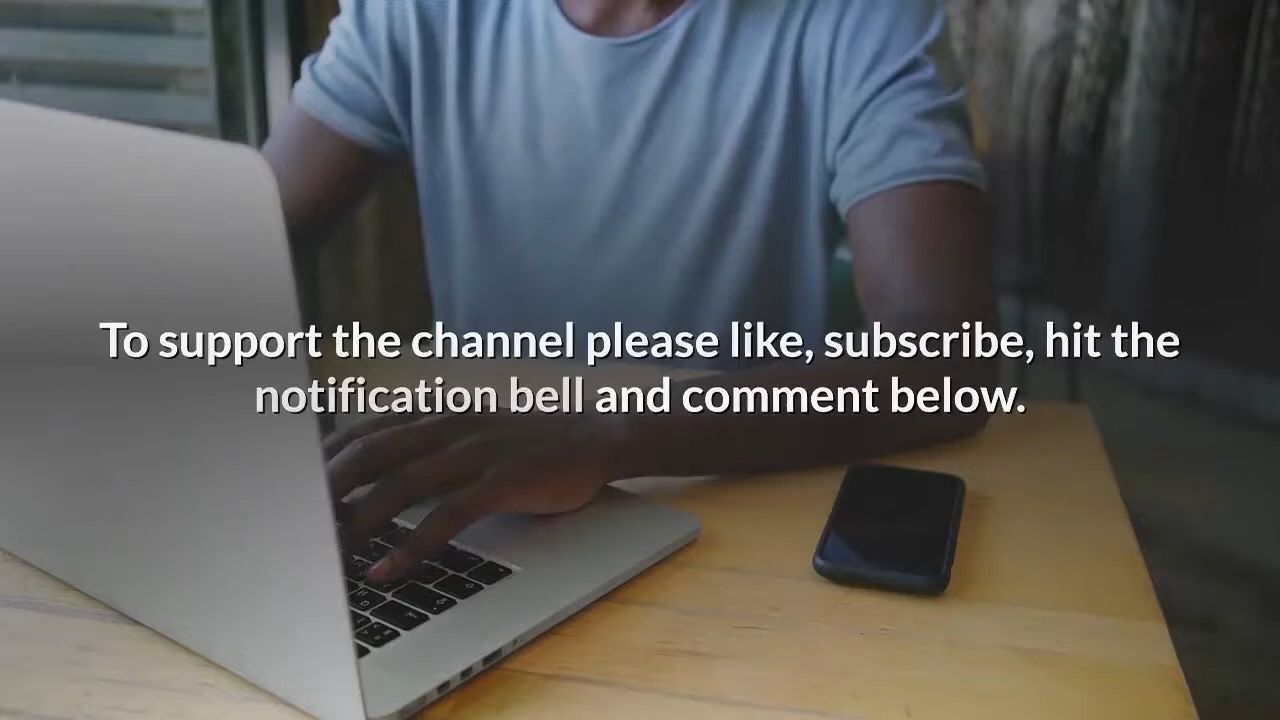 To support the channel please like, subscribe, hit the
notification bell and comment below.